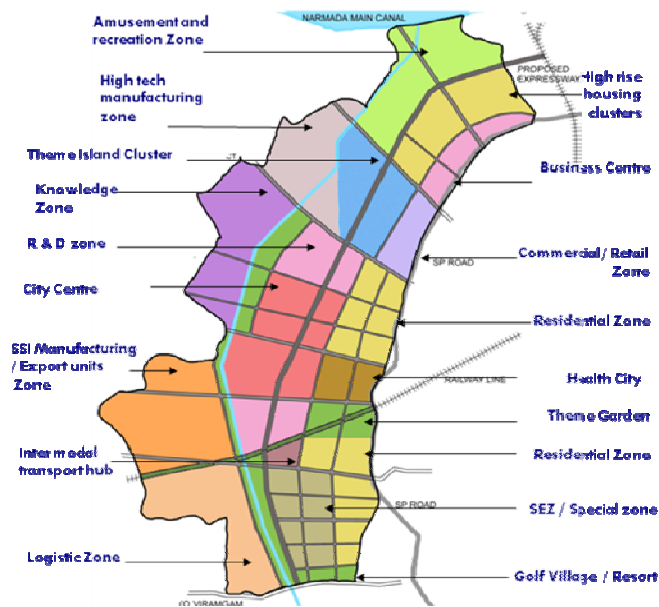 NARMADA MAIN CANAL
Amusement and
recreation Zone
PROPOSED
EXPRESSWAY
High rise
housing
clusters
High tech
manufacturing
zone
Theme Island Cluster
Business Centre
Knowledge
Zone
R & D zone
Commercial / Retail
Zone
SP ROAD
City Centre
Residential Zone
SSI Manufacturing
/ Export units
Zone
Health City
RAILWAY LINE
Theme Garden
Inter modal
transport hub
Residential Zone
SP ROAD
SEZ / Special zone
Logistic Zone
Golf Village / Resort
TO VIRAMGAM